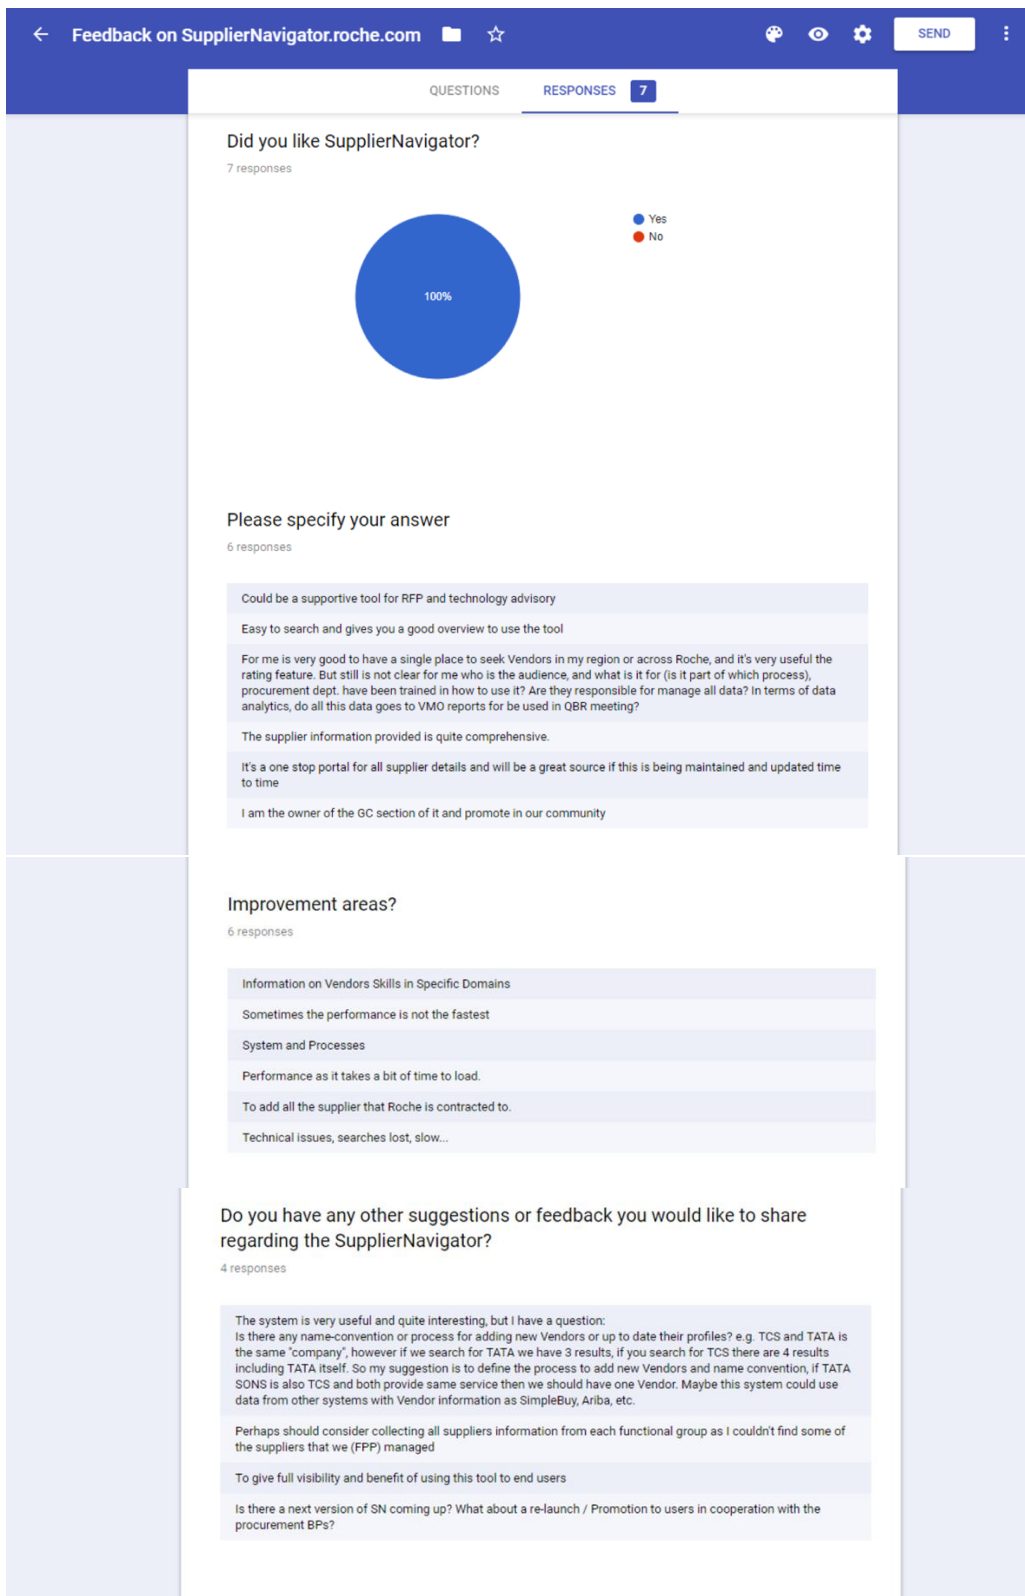 Feedback on SupplierNavigator.roche.com
SEND
QUESTIONS
RESPONSES 7
Did you like SupplierNavigator?
7 responses
Yes
No
100%
Please specify your answer
6 responses
Could be a supportive tool for RFP and technology advisory
Easy to search and gives you a good overview to use the tool
For me is very good to have a single place to seek Vendors in my region or across Roche, and it's very useful the
rating feature. But still is not clear for me who is the audience, and what is it for (is it part of which process),
procurement dept. have been trained in how to use it? Are they responsible for manage all data? In terms of data
analytics, do all this data goes to VMO reports for be used in QBR meeting?
The supplier information provided is quite comprehensive.
It's a one stop portal for all supplier details and will be a great source if this is being maintained and updated time
to time
I am the owner of the GC section of it and promote in our community
Improvement areas?
6 responses
Information on Vendors Skills in Specific Domains
Sometimes the performance is not the fastest
System and Processes
Performance as it takes a bit of time to load.
To add all the supplier that Roche is contracted to.
Technical issues, searches lost, slow...
Do you have any other suggestions or feedback you would like to share
regarding the SupplierNavigator?
4 responses
The system is very useful and quite interesting, but I have a question:
Is there any name-convention or process for adding new Vendors or up to date their profiles? e.g. TCS and TATA is
the same "company", however if we search for TATA we have 3 results, if you search for TCS there are 4 results
including TATA itself. So my suggestion is to define the process to add new Vendors and name convention, if TATA
SONS is also TCS and both provide same service then we should have one Vendor. Maybe this system could use
data from other systems with Vendor information as SimpleBuy, Ariba, etc.
Perhaps should consider collecting all suppliers information from each functional group as I couldn't find some of
the suppliers that we (FPP) managed
To give full visibility and benefit of using this tool to end users
Is there a next version of SN coming up? What about a re-launch / Promotion to users in cooperation with the
procurement BPs?